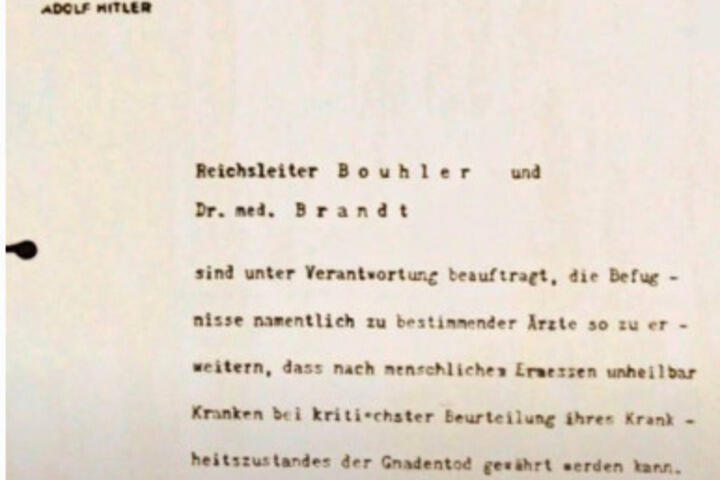 ADOLF HITLER
Reichsleiter B o u h l e r und
Dr. med. B r a n d t
sind unter Verantwortung beauftragt, die Befug -
nisse namentlich zu bestimmender Ärzte so zu er -
weitern, dass nach menschlichem Ermessen unheilbar
Kranken bei kritischster Beurteilung ihres Krank -
heitszustandes der Gnadentod gewährt werden kann.